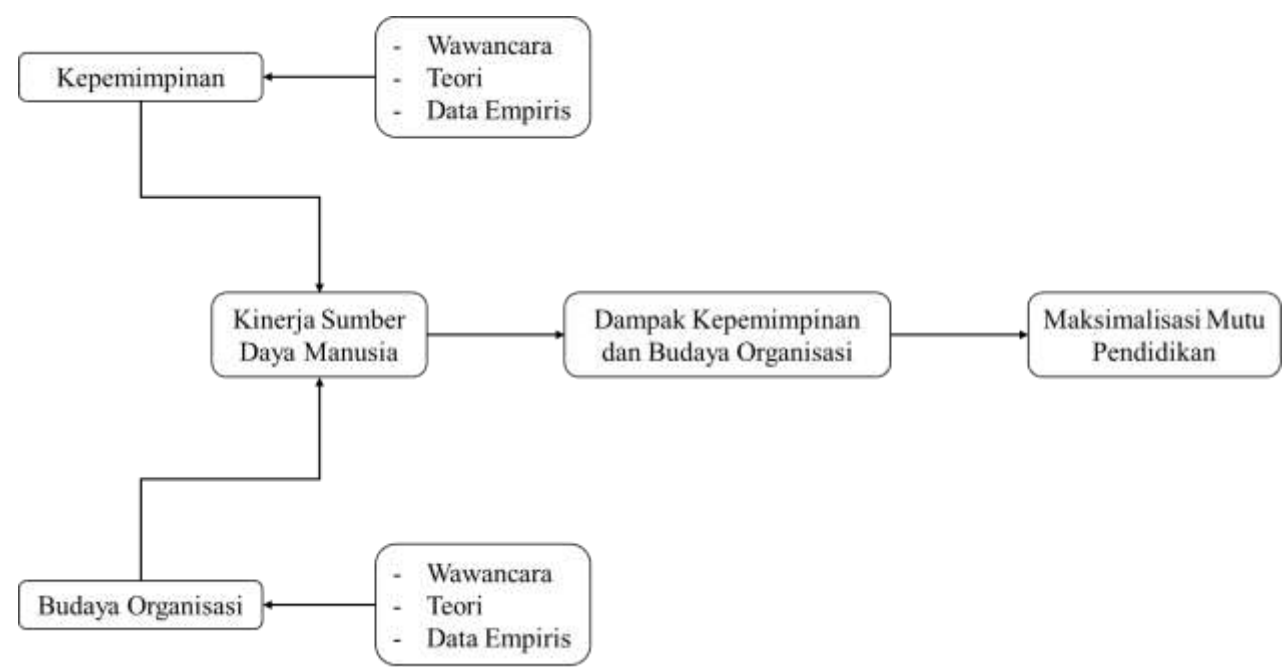 Kepemimpinan
- Wawancara
- Teori
- Data Empiris
Kinerja Sumber
Daya Manusia
Dampak Kepemimpinan
dan Budaya Organisasi
Maksimalisasi Mutu
Pendidikan
Budaya Organisasi
- Wawancara
- Teori
- Data Empiris